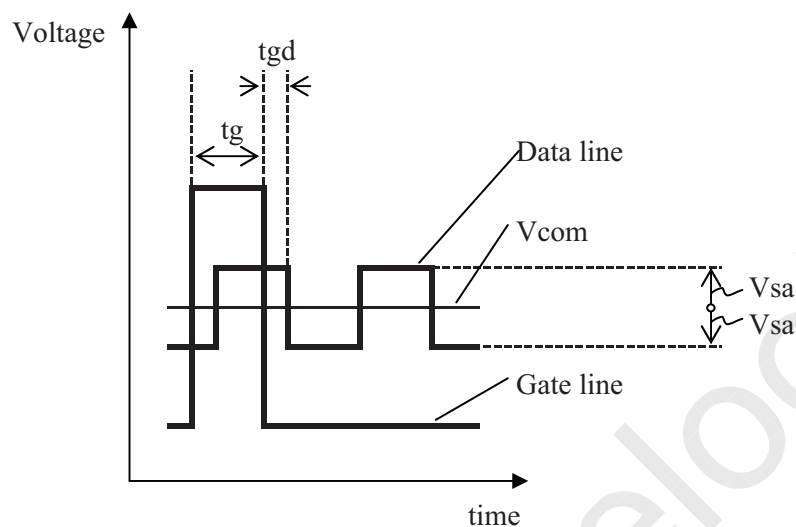 Voltage
tgd
tg
Data line
Vcom
Vsa
Vsa
Gate line
time